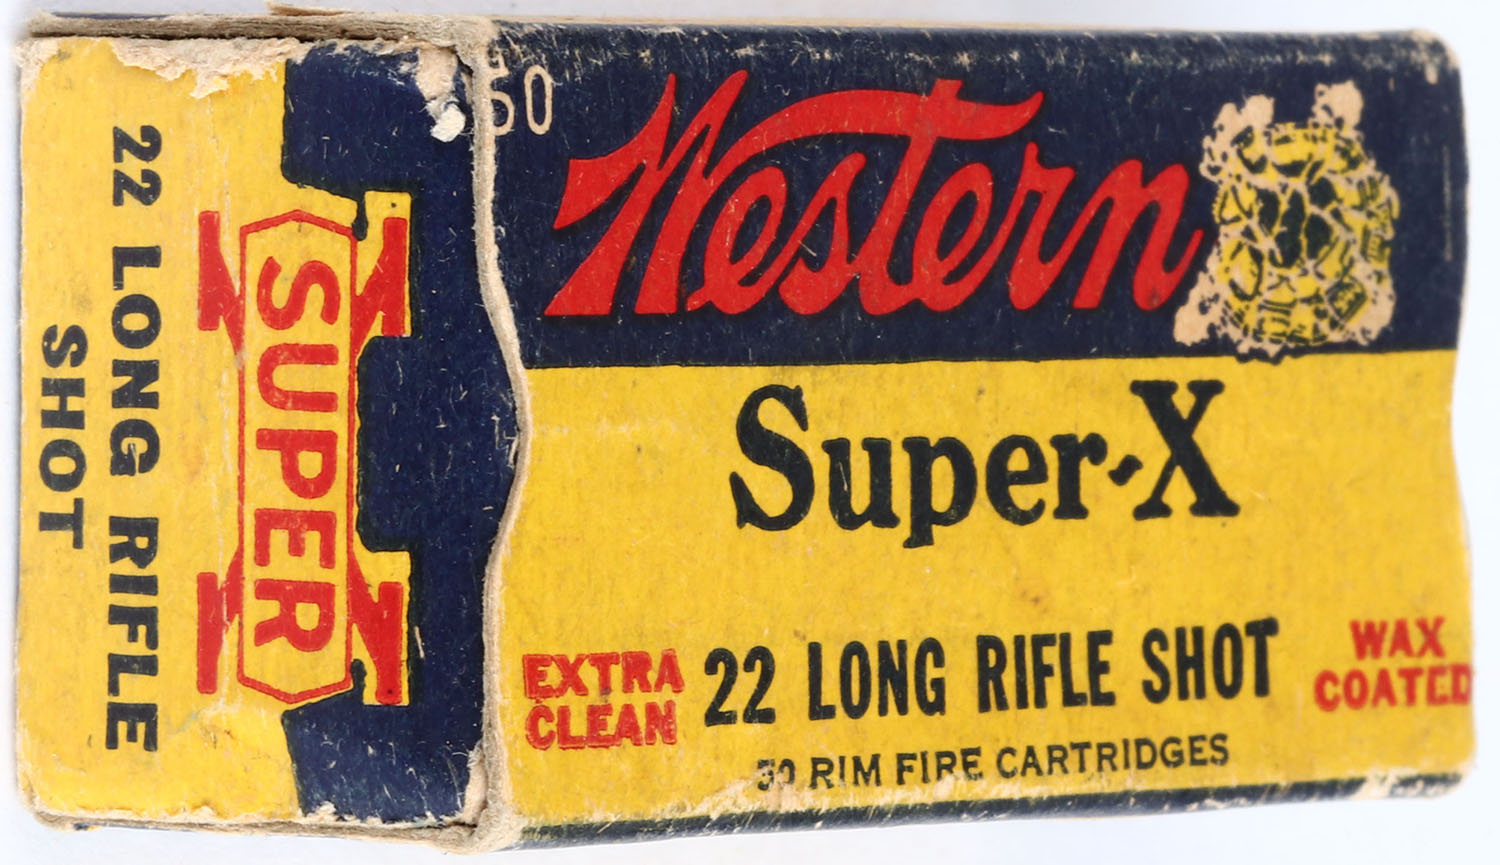 22 LONG RIFLE
SHOT
SUPER
X
50
Western
Super-X
EXTRA
CLEAN
22 LONG RIFLE SHOT
WAX
COATED
50 RIM FIRE CARTRIDGES